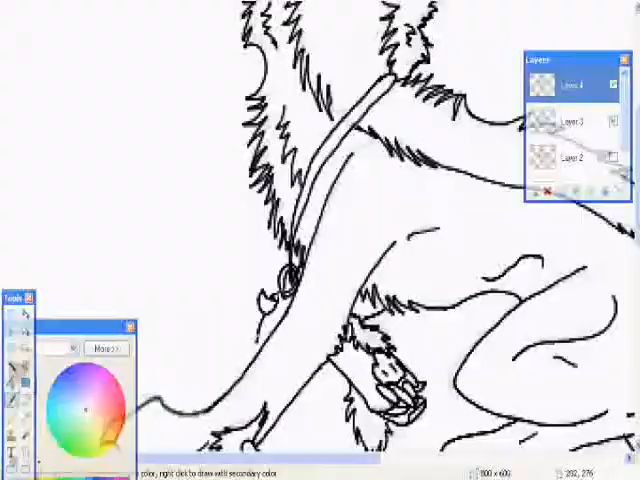 Layers
Layer 4
Layer 3
Layer 2
Tools
More >>
color, right click to draw with secondary color
800 x 600
282, 276